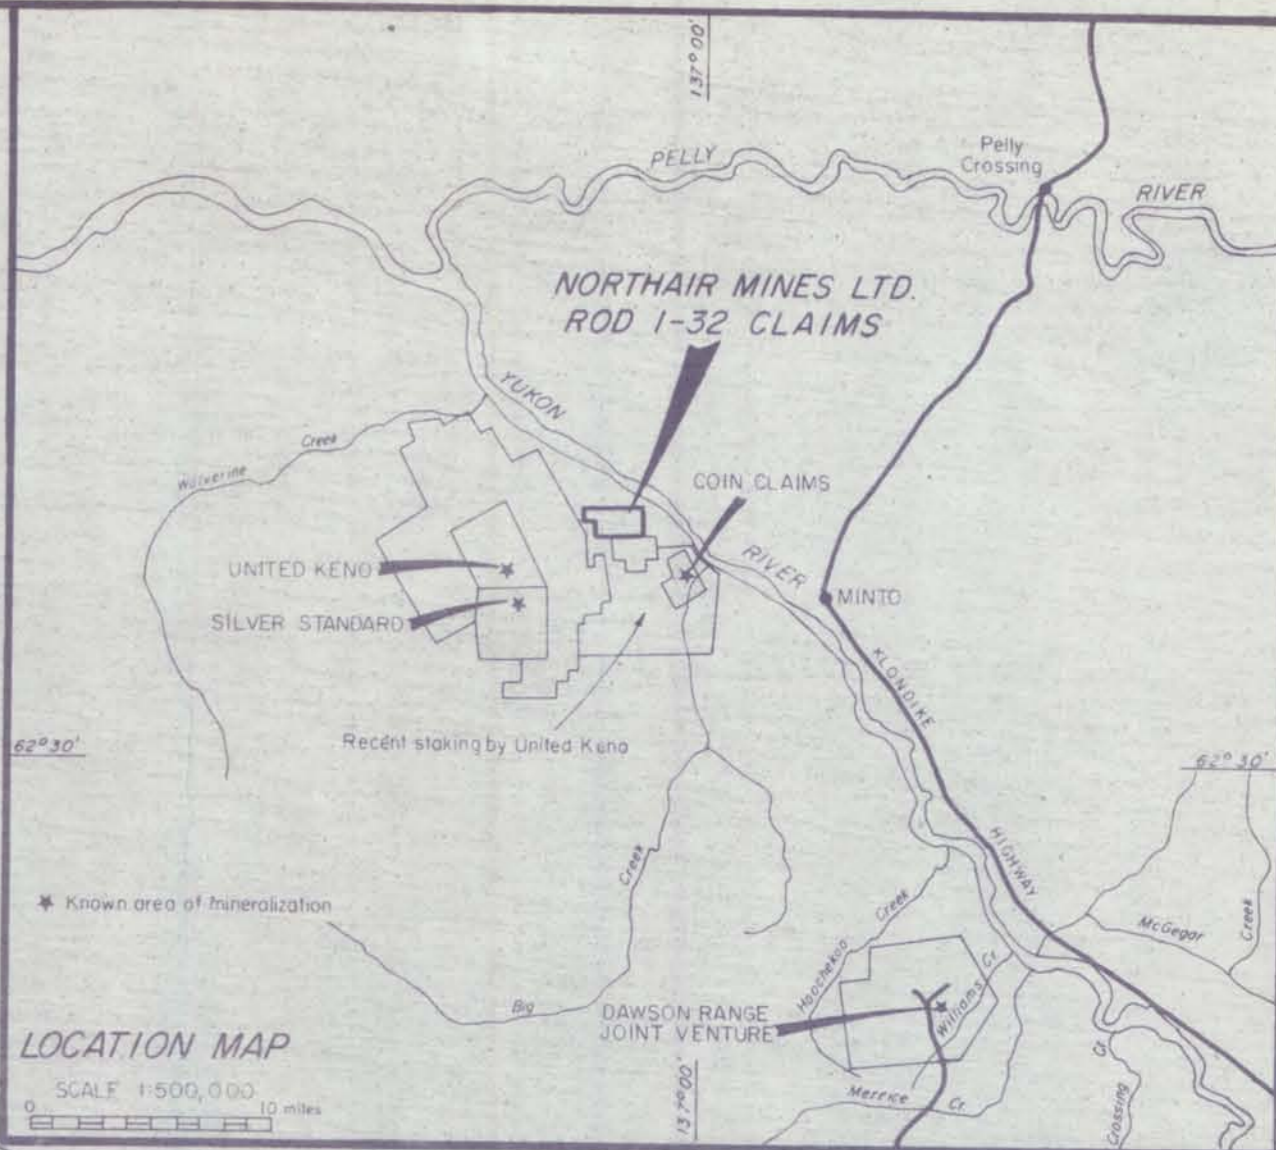 137° 00'
PELLY
Pelly
Crossing
RIVER
NORTHAIR MINES LTD.
ROD 1-32 CLAIMS
YUKON
Creek
Wolverine
COIN CLAIMS
RIVER
UNITED KENO
MINTO
SILVER STANDARD
KLONDIKE
Recent staking by United Keno
62° 30'
62° 30'
HIGHWAY
Creek
Creek
★ Known area of mineralization
McGegar
Creek
Hoochekoo
Williams Cr.
Big
DAWSON RANGE
JOINT VENTURE
LOCATION MAP
SCALE 1:500,000
0 10 miles
137° 00'
Merrice Cr.
Crossing Cr.